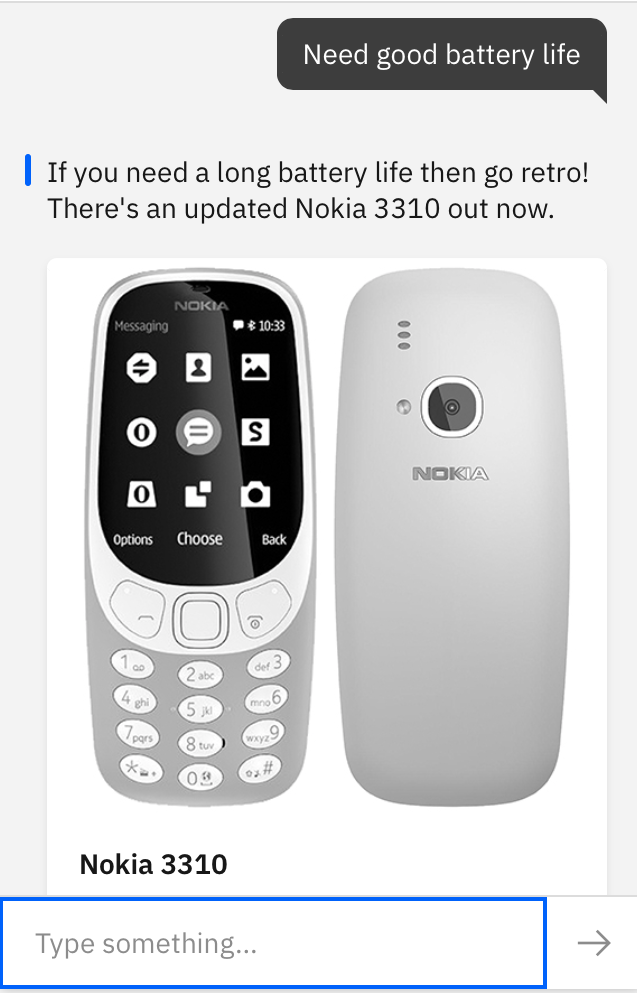 Need good battery life
If you need a long battery life then go retro!
There's an updated Nokia 3310 out now.
NOKIA
Messaging 10:33
Options Choose Back
1
2 abc
def 3
4 ghi
5 jkl
mno 6
7 pqrs
8 tuv
wxyz 9
*
0
#
NOKIA
Nokia 3310
Type something...